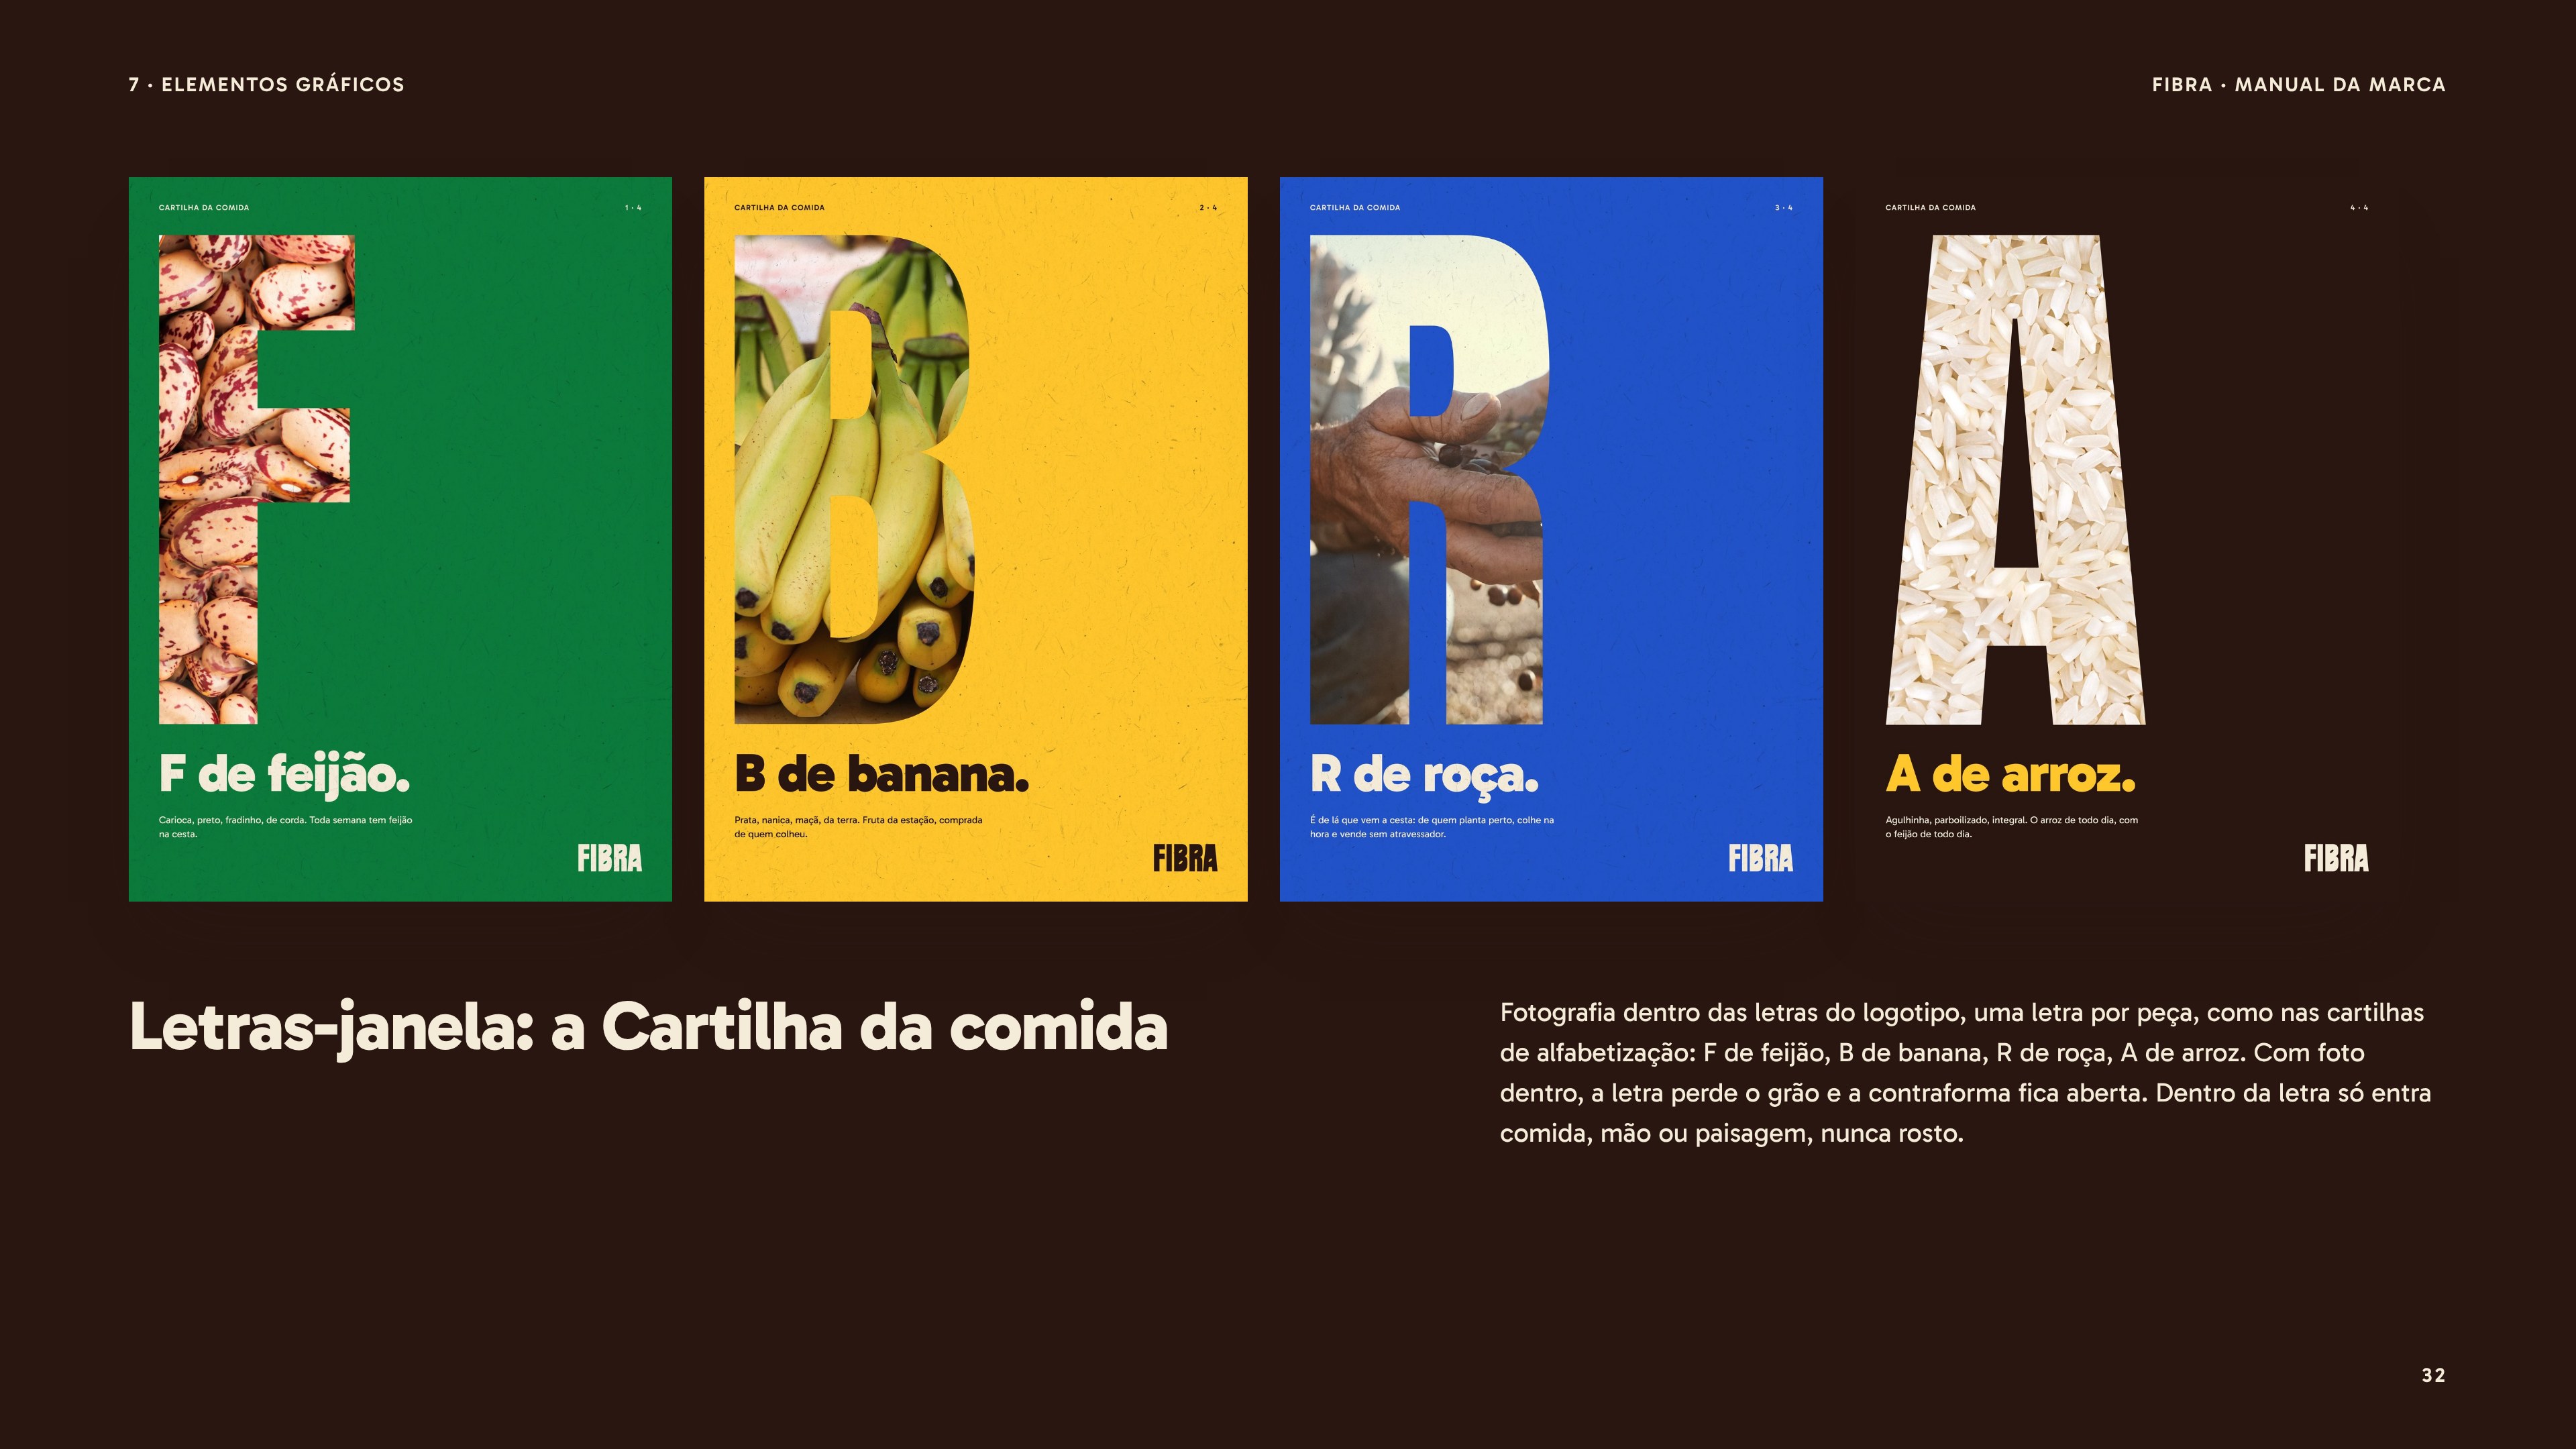 7 · ELEMENTOS GRÁFICOS
FIBRA · MANUAL DA MARCA
CARTILHA DA COMIDA
1 · 4
F
F de feijão.
Carioca, preto, fradinho, de corda. Toda semana tem feijão
na cesta.
FIBRA
CARTILHA DA COMIDA
2 · 4
B
B de banana.
Prata, nanica, maçã, da terra. Fruta da estação, comprada
de quem colheu.
FIBRA
CARTILHA DA COMIDA
3 · 4
R
R de roça.
É de lá que vem a cesta: de quem planta perto, colhe na
hora e vende sem atravessador.
FIBRA
CARTILHA DA COMIDA
4 · 4
A
A de arroz.
Agulhinha, parboilizado, integral. O arroz de todo dia, com
o feijão de todo dia.
FIBRA
Letras-janela: a Cartilha da comida
Fotografia dentro das letras do logotipo, uma letra por peça, como nas cartilhas
de alfabetização: F de feijão, B de banana, R de roça, A de arroz. Com foto
dentro, a letra perde o grão e a contraforma fica aberta. Dentro da letra só entra
comida, mão ou paisagem, nunca rosto.
32